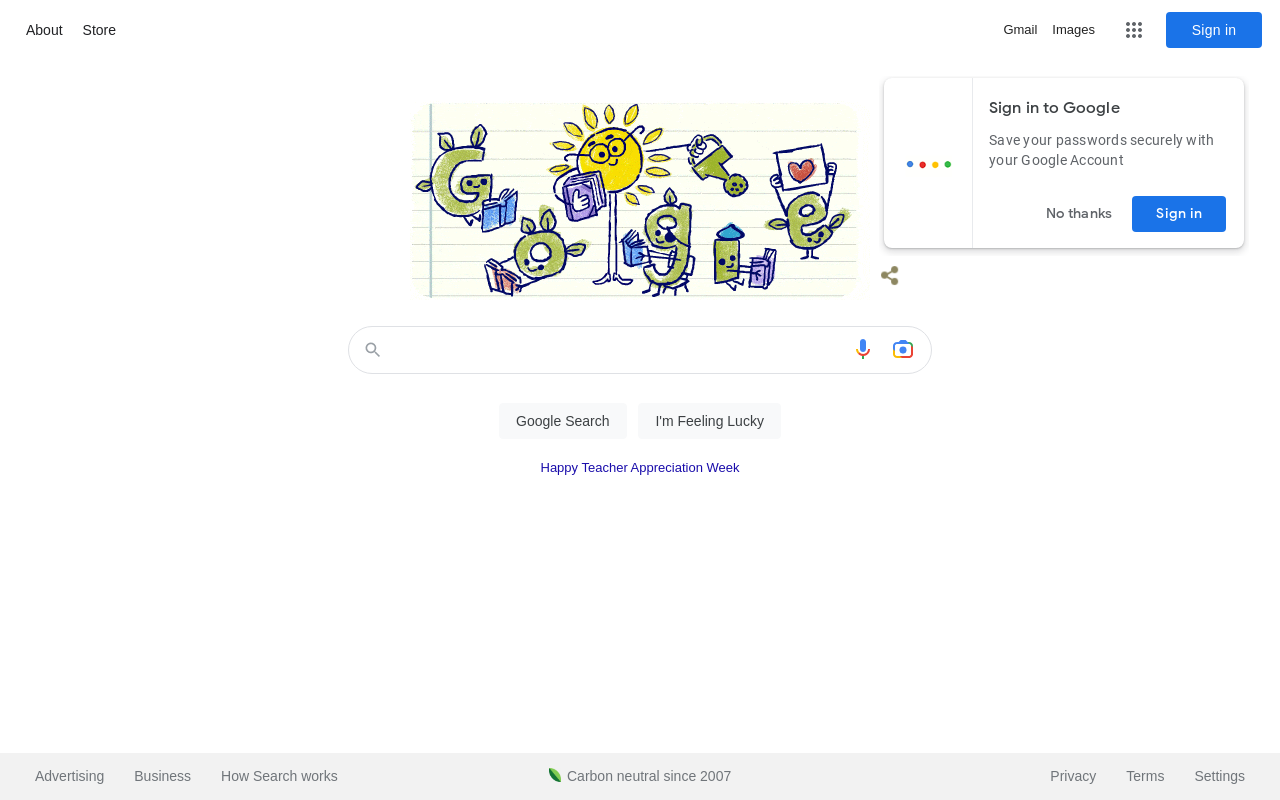 About
Store
Gmail
Images
Sign in
Sign in to Google
Save your passwords securely with
your Google Account
No thanks
Sign in
Google
Google Search
I'm Feeling Lucky
Happy Teacher Appreciation Week
Advertising
Business
How Search works
Carbon neutral since 2007
Privacy
Terms
Settings